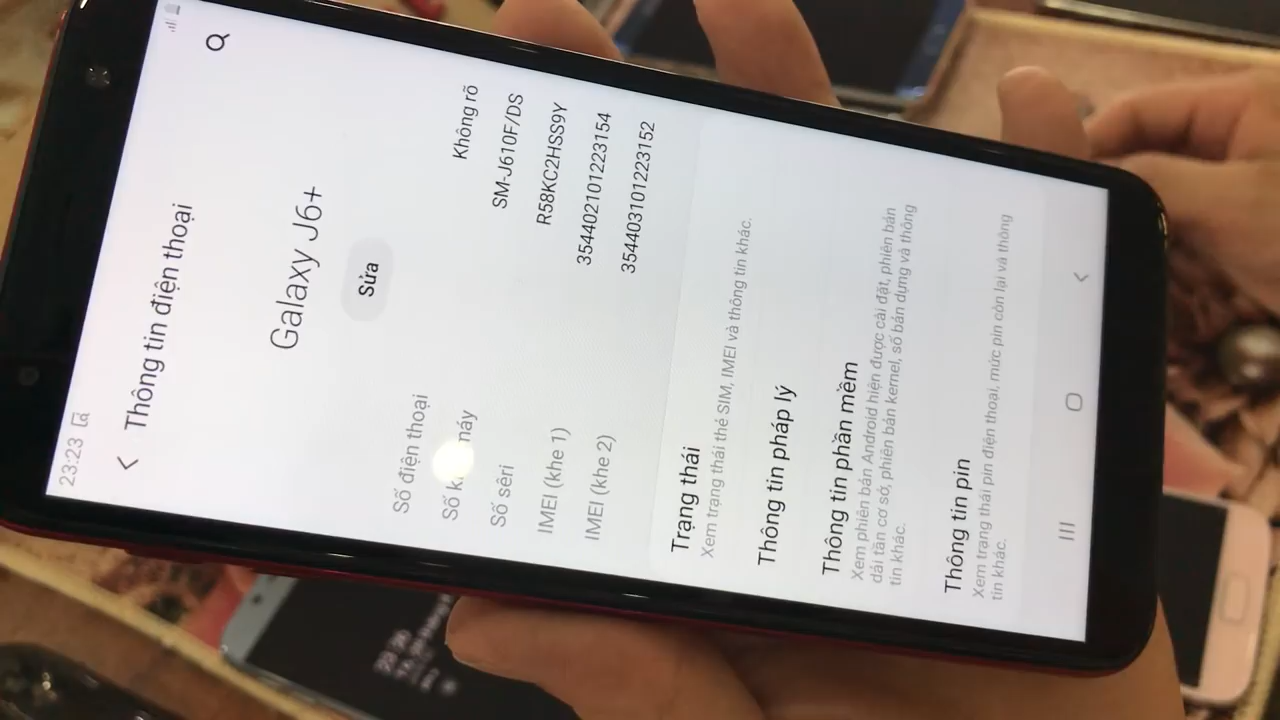 23:23
Thông tin điện thoại
Galaxy J6+
Sửa
Số điện thoại Không rõ
Số náy SM-J610F/DS
Số sêri R58KC2HSS9Y
IMEI (khe 1) 354402101223154
IMEI (khe 2) 354403101223152
Trạng thái
Xem trạng thái thẻ SIM, IMEI và thông tin khác.
Thông tin pháp lý
Thông tin phần mềm
Xem phiên bản Android hiện được cài đặt, phiên bản
dải tần cơ sở, phiên bản kernel, số bản dựng và thông
tin khác.
Thông tin pin
Xem trạng thái pin điện thoại, mức pin còn lại và thông
tin khác.